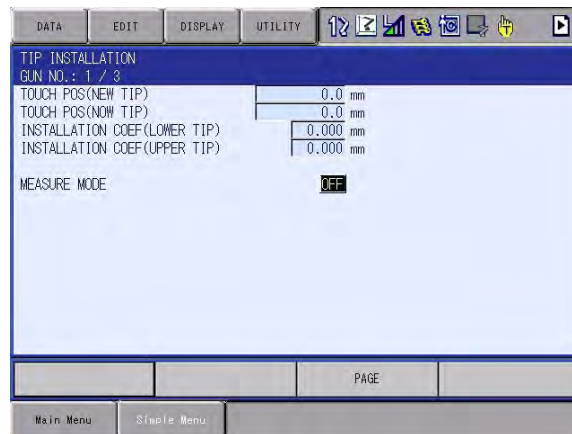 DATA EDIT DISPLAY UTILITY
TIP INSTALLATION
GUN NO.: 1 / 3
TOUCH POS(NEW TIP) 0.0 mm
TOUCH POS(NOW TIP) 0.0 mm
INSTALLATION COEF(LOWER TIP) 0.000 mm
INSTALLATION COEF(UPPER TIP) 0.000 mm
MEASURE MODE OFF
PAGE
Main Menu Simple Menu